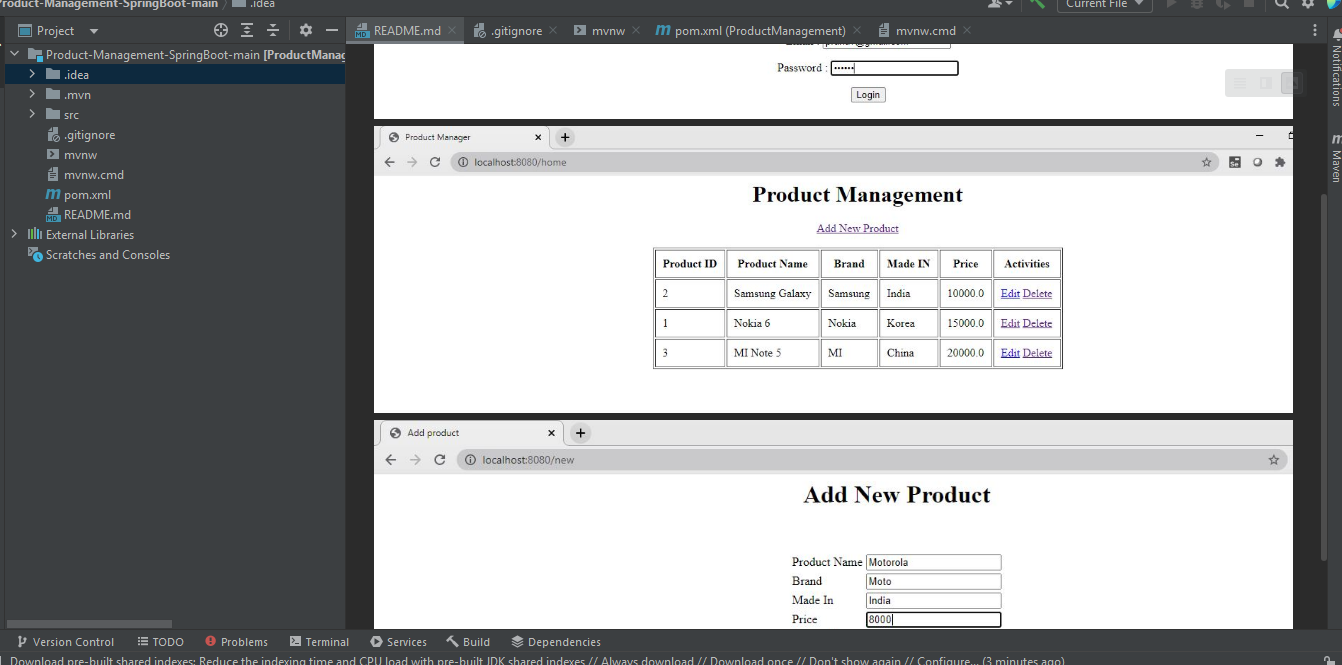 Product-Management-SpringBoot-main .idea
Current File
Project
README.md .gitignore mvnw pom.xml (ProductManagement) mvnw.cmd
Product-Management-SpringBoot-main [ProductManag
.idea
.mvn
src
.gitignore
mvnw
mvnw.cmd
pom.xml
README.md
External Libraries
Scratches and Consoles
Password : ••••••
Login
Product Manager
localhost:8080/home
Product Management
Add New Product
Product ID Product Name Brand Made IN Price Activities
2 Samsung Galaxy Samsung India 10000.0 Edit Delete
1 Nokia 6 Nokia Korea 15000.0 Edit Delete
3 MI Note 5 MI China 20000.0 Edit Delete
Add product
localhost:8080/new
Add New Product
Product Name Motorola
Brand Moto
Made In India
Price 8000
Notifications
Maven
Version Control TODO Problems Terminal Services Build Dependencies
Download pre-built shared indexes: Reduce the indexing time and CPU load with pre-built JDK shared indexes // Always download // Download once // Don't show again // Configure... (3 minutes ago)